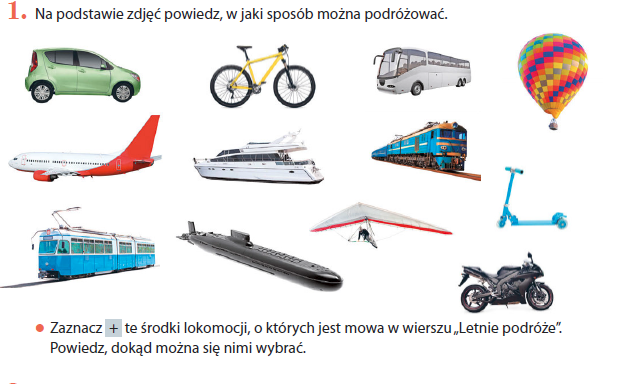 1. Na podstawie zdjęć powiedz, w jaki sposób można podróżować.
● Zaznacz + te środki lokomocji, o których jest mowa w wierszu „Letnie podróże”.
Powiedz, dokąd można się nimi wybrać.